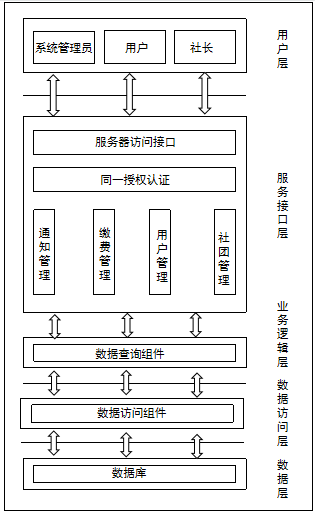 系统管理员
用户
社长
用户层
服务器访问接口
同一授权认证
通知管理
缴费管理
用户管理
社团管理
服务接口层
数据查询组件
业务逻辑层
数据访问组件
数据访问层
数据库
数据层